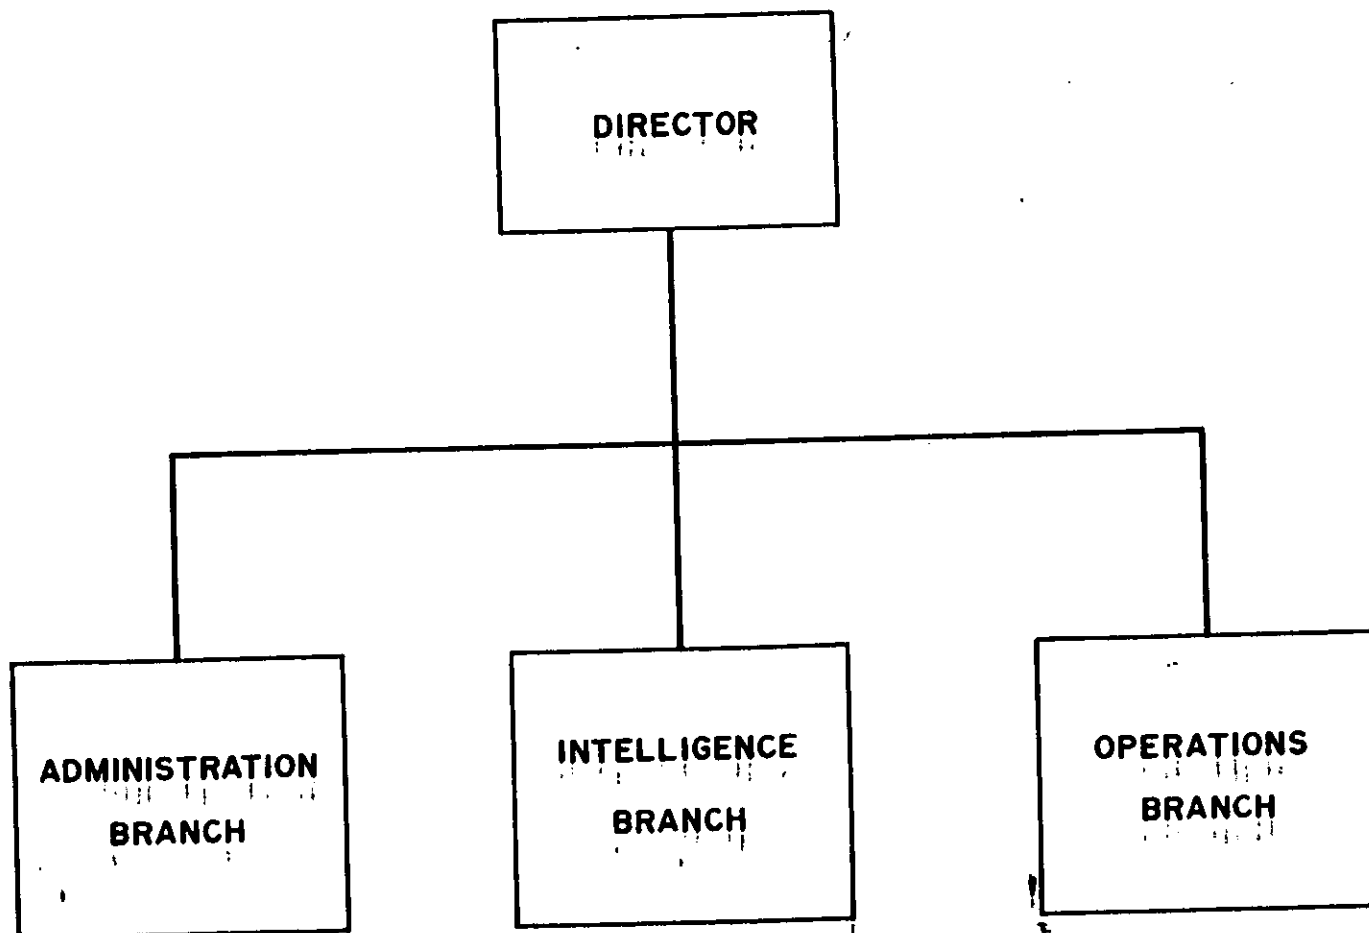 DIRECTOR
ADMINISTRATION
BRANCH
INTELLIGENCE
BRANCH
OPERATIONS
BRANCH